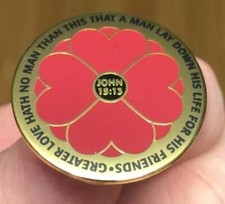 GREATER LOVE HATH NO MAN THAN THIS THAT A MAN LAY DOWN HIS LIFE FOR HIS FRIENDS •
JOHN
15:13